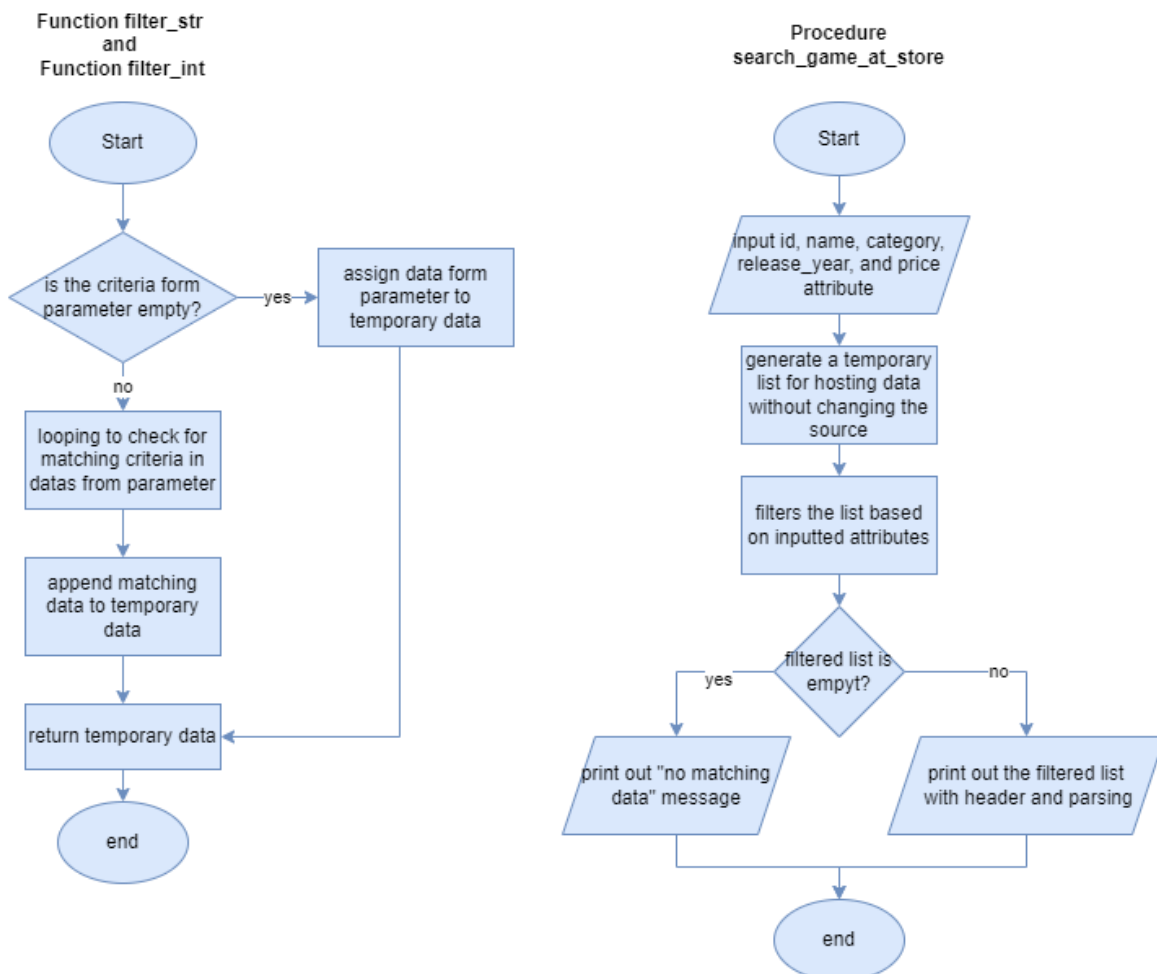 Function filter_str
and
Function filter_int
Start
is the criteria form
parameter empty?
yes
assign data form
parameter to
temporary data
no
looping to check for
matching criteria in
datas from parameter
append matching
data to temporary
data
return temporary data
end
Procedure
search_game_at_store
Start
input id, name, category,
release_year, and price
attribute
generate a temporary
list for hosting data
without changing the
source
filters the list based
on inputted attributes
filtered list is
empyt?
yes
no
print out "no matching
data" message
print out the filtered list
with header and parsing
end